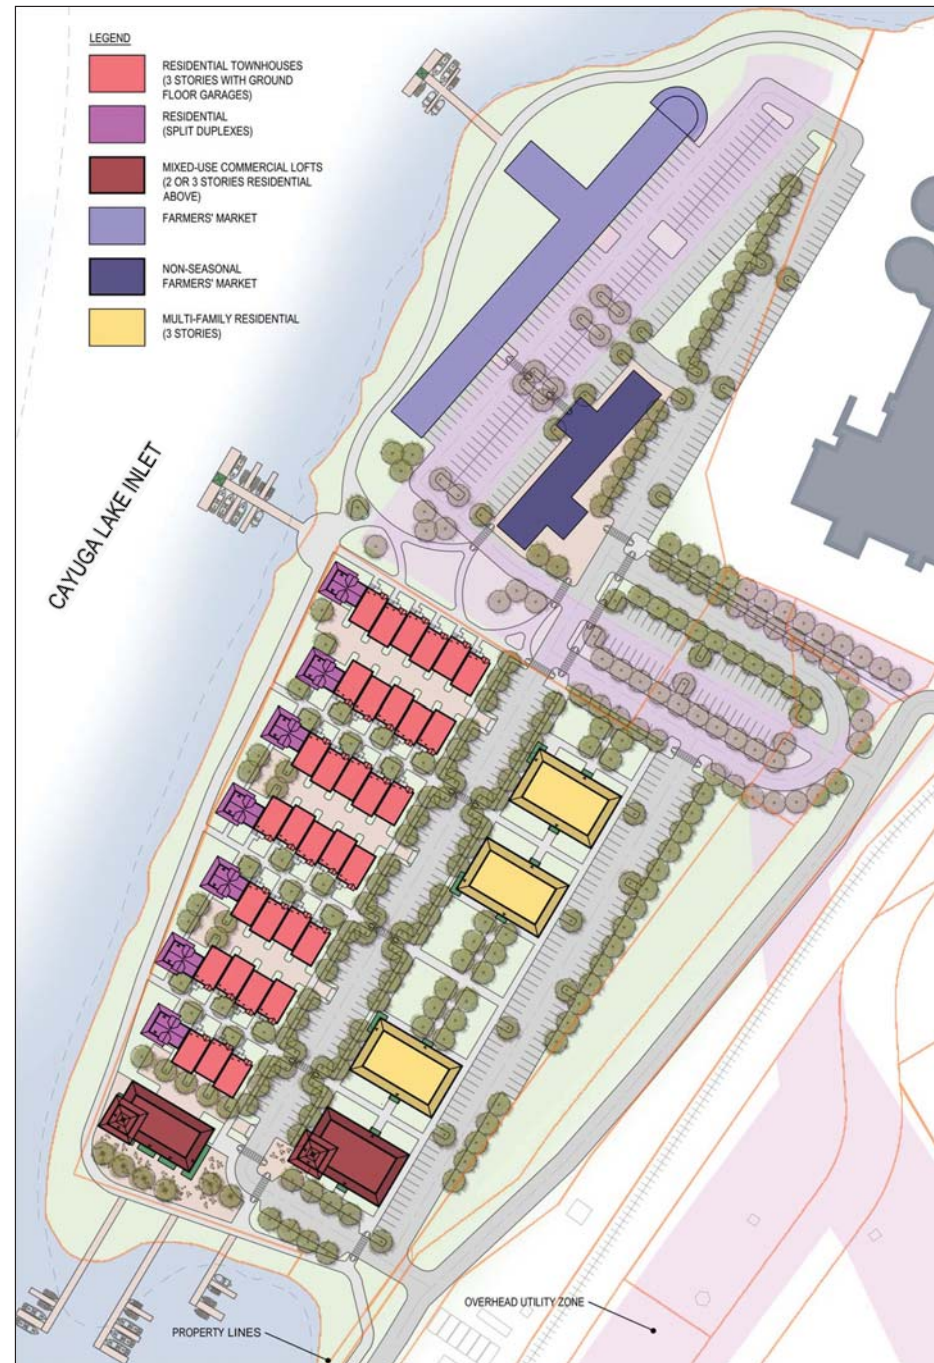 LEGEND
RESIDENTIAL TOWNHOUSES
(3 STORIES WITH GROUND
FLOOR GARAGES)
RESIDENTIAL
(SPLIT DUPLEXES)
MIXED-USE COMMERCIAL LOFTS
(2 OR 3 STORIES RESIDENTIAL
ABOVE)
FARMERS' MARKET
NON-SEASONAL
FARMERS' MARKET
MULTI-FAMILY RESIDENTIAL
(3 STORIES)
CAYUGA LAKE INLET
OVERHEAD UTILITY ZONE
PROPERTY LINES